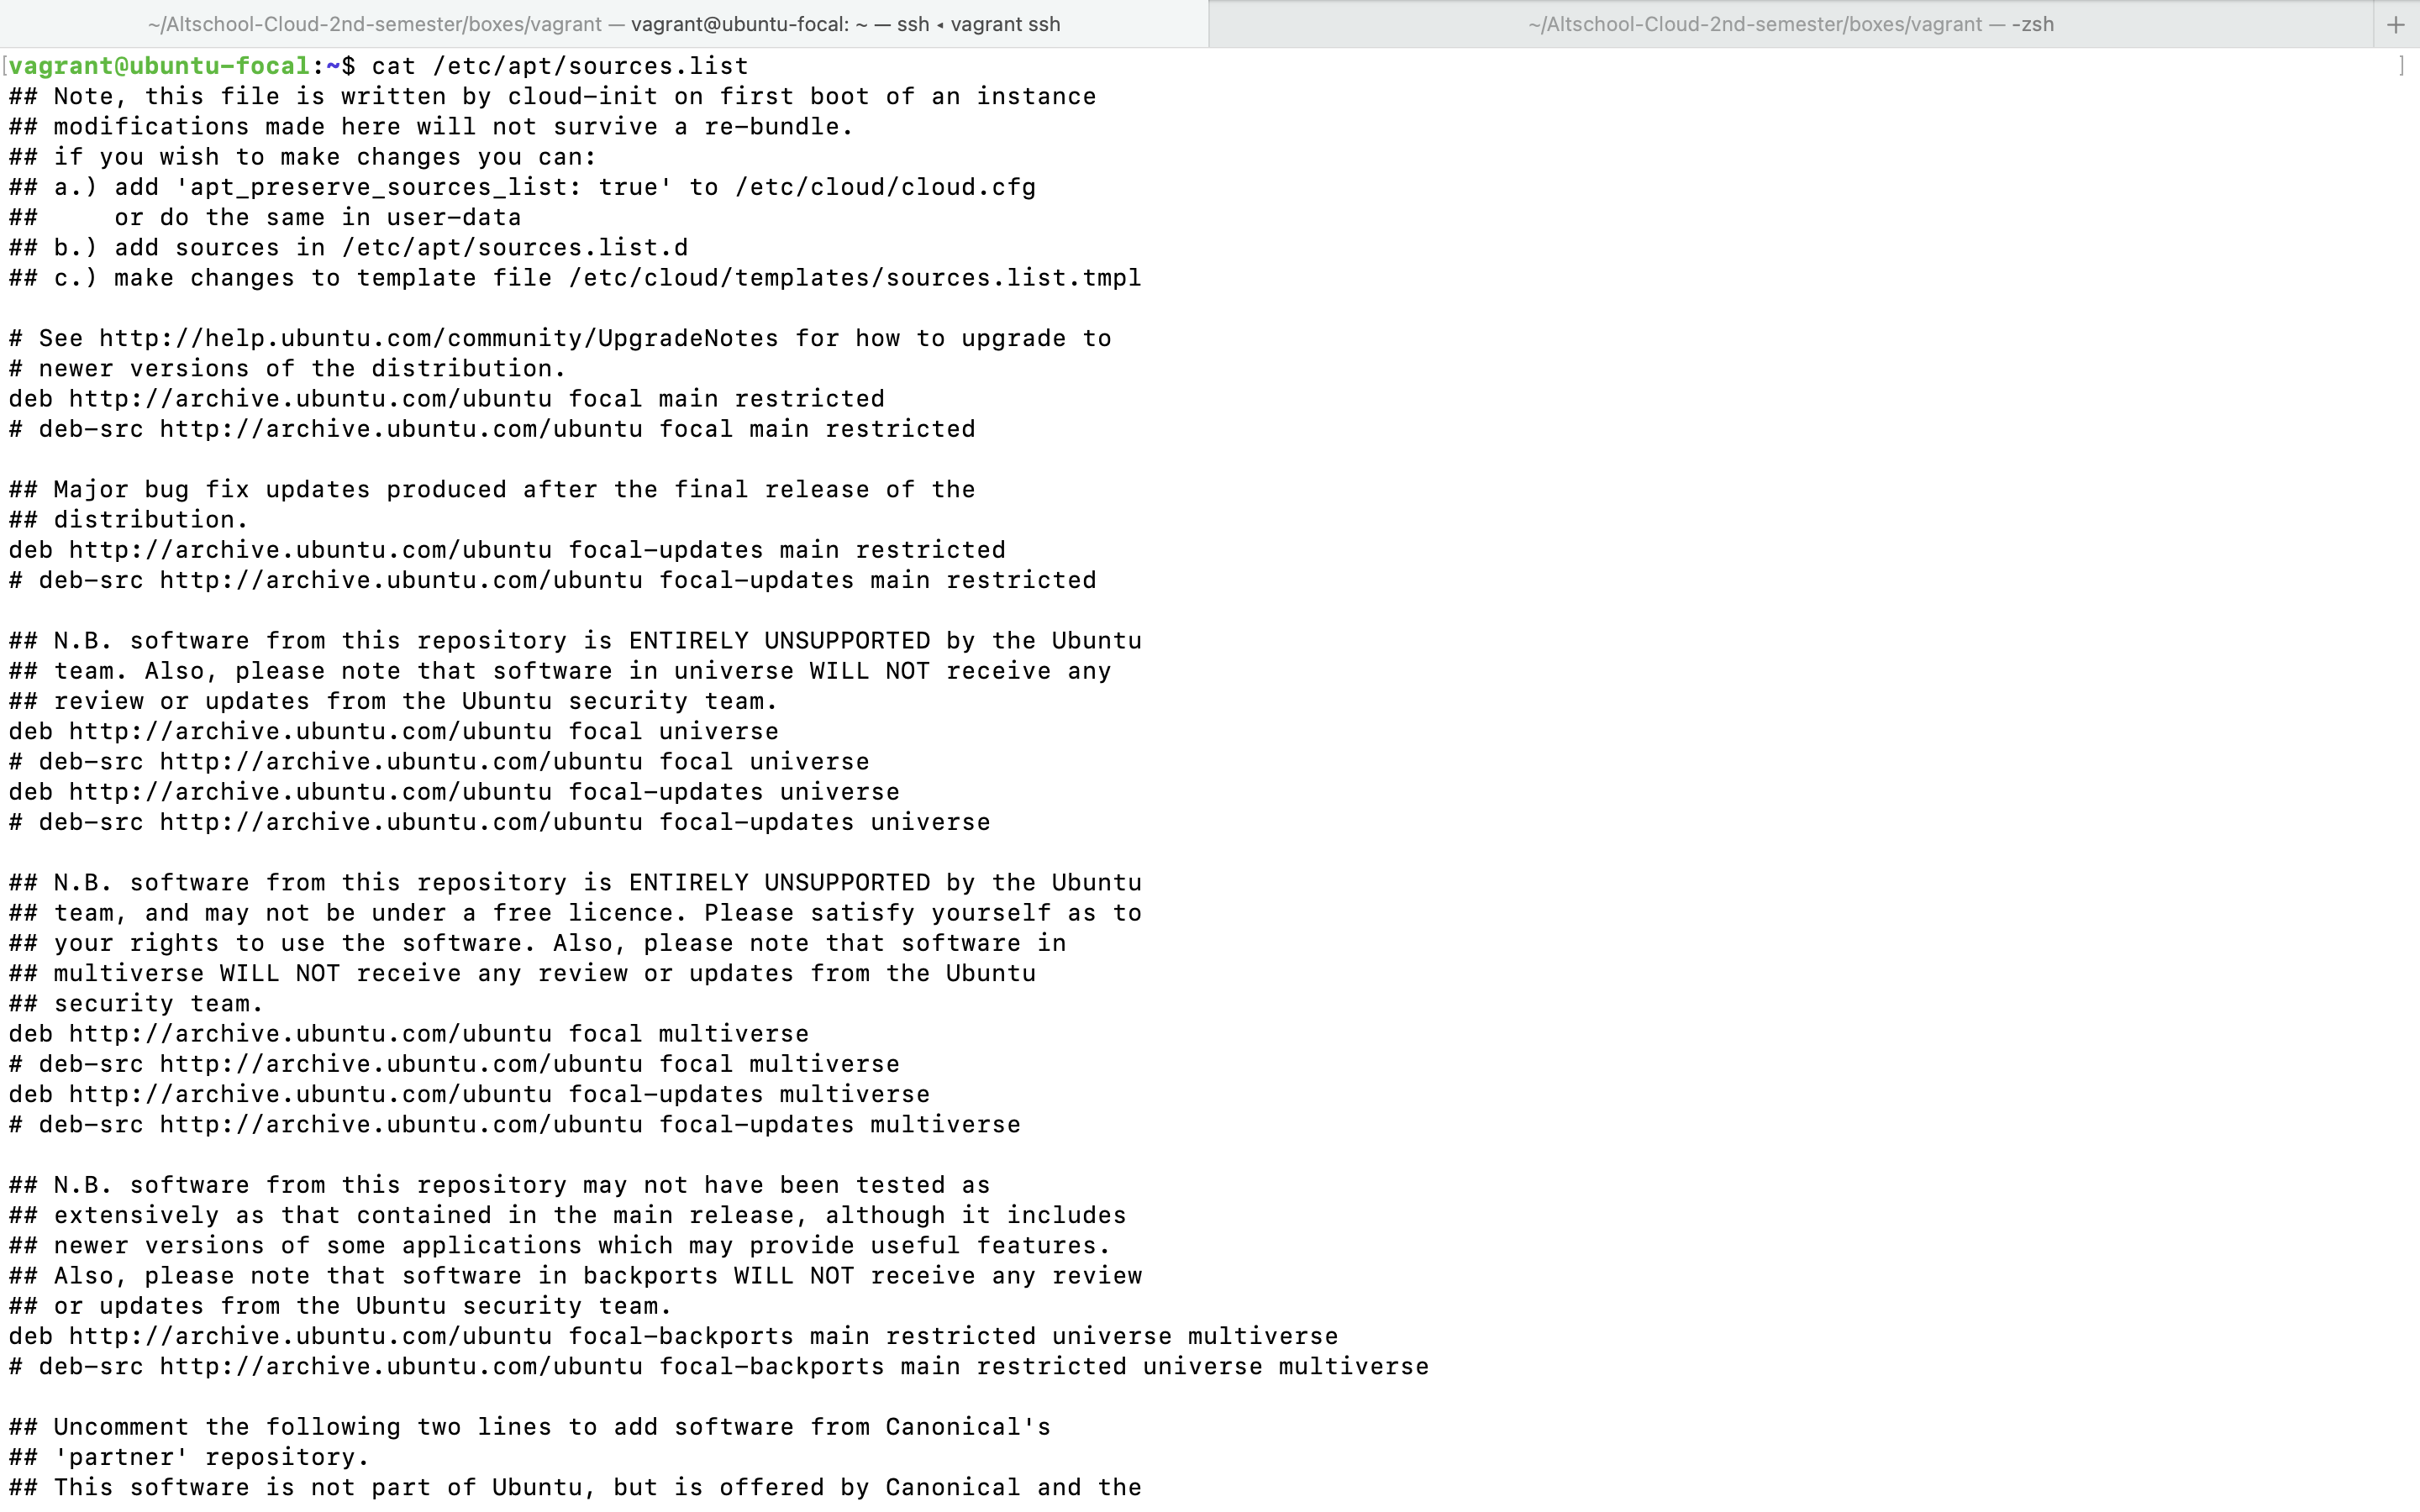 ~/Altschool-Cloud-2nd-semester/boxes/vagrant — vagrant@ubuntu-focal: ~ — ssh ◂ vagrant ssh
~/Altschool-Cloud-2nd-semester/boxes/vagrant — -zsh
+
[vagrant@ubuntu-focal:~$ cat /etc/apt/sources.list ]
## Note, this file is written by cloud-init on first boot of an instance
## modifications made here will not survive a re-bundle.
## if you wish to make changes you can:
## a.) add 'apt_preserve_sources_list: true' to /etc/cloud/cloud.cfg
##     or do the same in user-data
## b.) add sources in /etc/apt/sources.list.d
## c.) make changes to template file /etc/cloud/templates/sources.list.tmpl

# See http://help.ubuntu.com/community/UpgradeNotes for how to upgrade to
# newer versions of the distribution.
deb http://archive.ubuntu.com/ubuntu focal main restricted
# deb-src http://archive.ubuntu.com/ubuntu focal main restricted

## Major bug fix updates produced after the final release of the
## distribution.
deb http://archive.ubuntu.com/ubuntu focal-updates main restricted
# deb-src http://archive.ubuntu.com/ubuntu focal-updates main restricted

## N.B. software from this repository is ENTIRELY UNSUPPORTED by the Ubuntu
## team. Also, please note that software in universe WILL NOT receive any
## review or updates from the Ubuntu security team.
deb http://archive.ubuntu.com/ubuntu focal universe
# deb-src http://archive.ubuntu.com/ubuntu focal universe
deb http://archive.ubuntu.com/ubuntu focal-updates universe
# deb-src http://archive.ubuntu.com/ubuntu focal-updates universe

## N.B. software from this repository is ENTIRELY UNSUPPORTED by the Ubuntu
## team, and may not be under a free licence. Please satisfy yourself as to
## your rights to use the software. Also, please note that software in
## multiverse WILL NOT receive any review or updates from the Ubuntu
## security team.
deb http://archive.ubuntu.com/ubuntu focal multiverse
# deb-src http://archive.ubuntu.com/ubuntu focal multiverse
deb http://archive.ubuntu.com/ubuntu focal-updates multiverse
# deb-src http://archive.ubuntu.com/ubuntu focal-updates multiverse

## N.B. software from this repository may not have been tested as
## extensively as that contained in the main release, although it includes
## newer versions of some applications which may provide useful features.
## Also, please note that software in backports WILL NOT receive any review
## or updates from the Ubuntu security team.
deb http://archive.ubuntu.com/ubuntu focal-backports main restricted universe multiverse
# deb-src http://archive.ubuntu.com/ubuntu focal-backports main restricted universe multiverse

## Uncomment the following two lines to add software from Canonical's
## 'partner' repository.
## This software is not part of Ubuntu, but is offered by Canonical and the